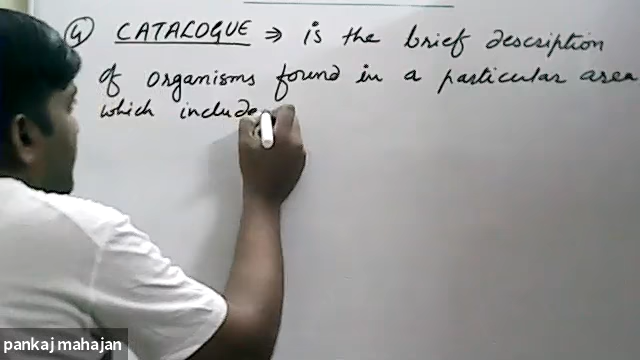 4) CATALOGUE ⇒ is the brief description
of organisms found in a particular area
which include
pankaj mahajan